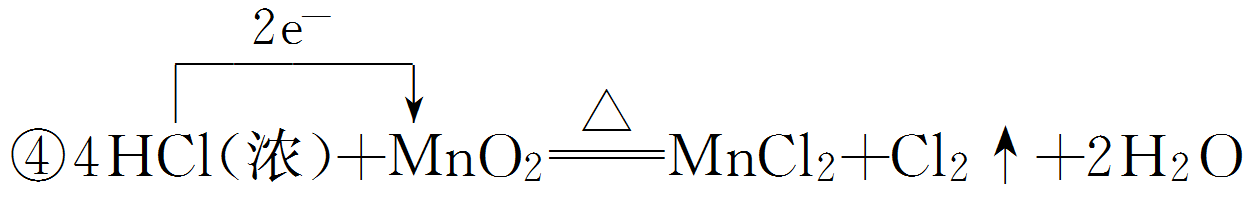 2e⁻
△
④4HCl(浓)+MnO₂══MnCl₂+Cl₂↑+2H₂O